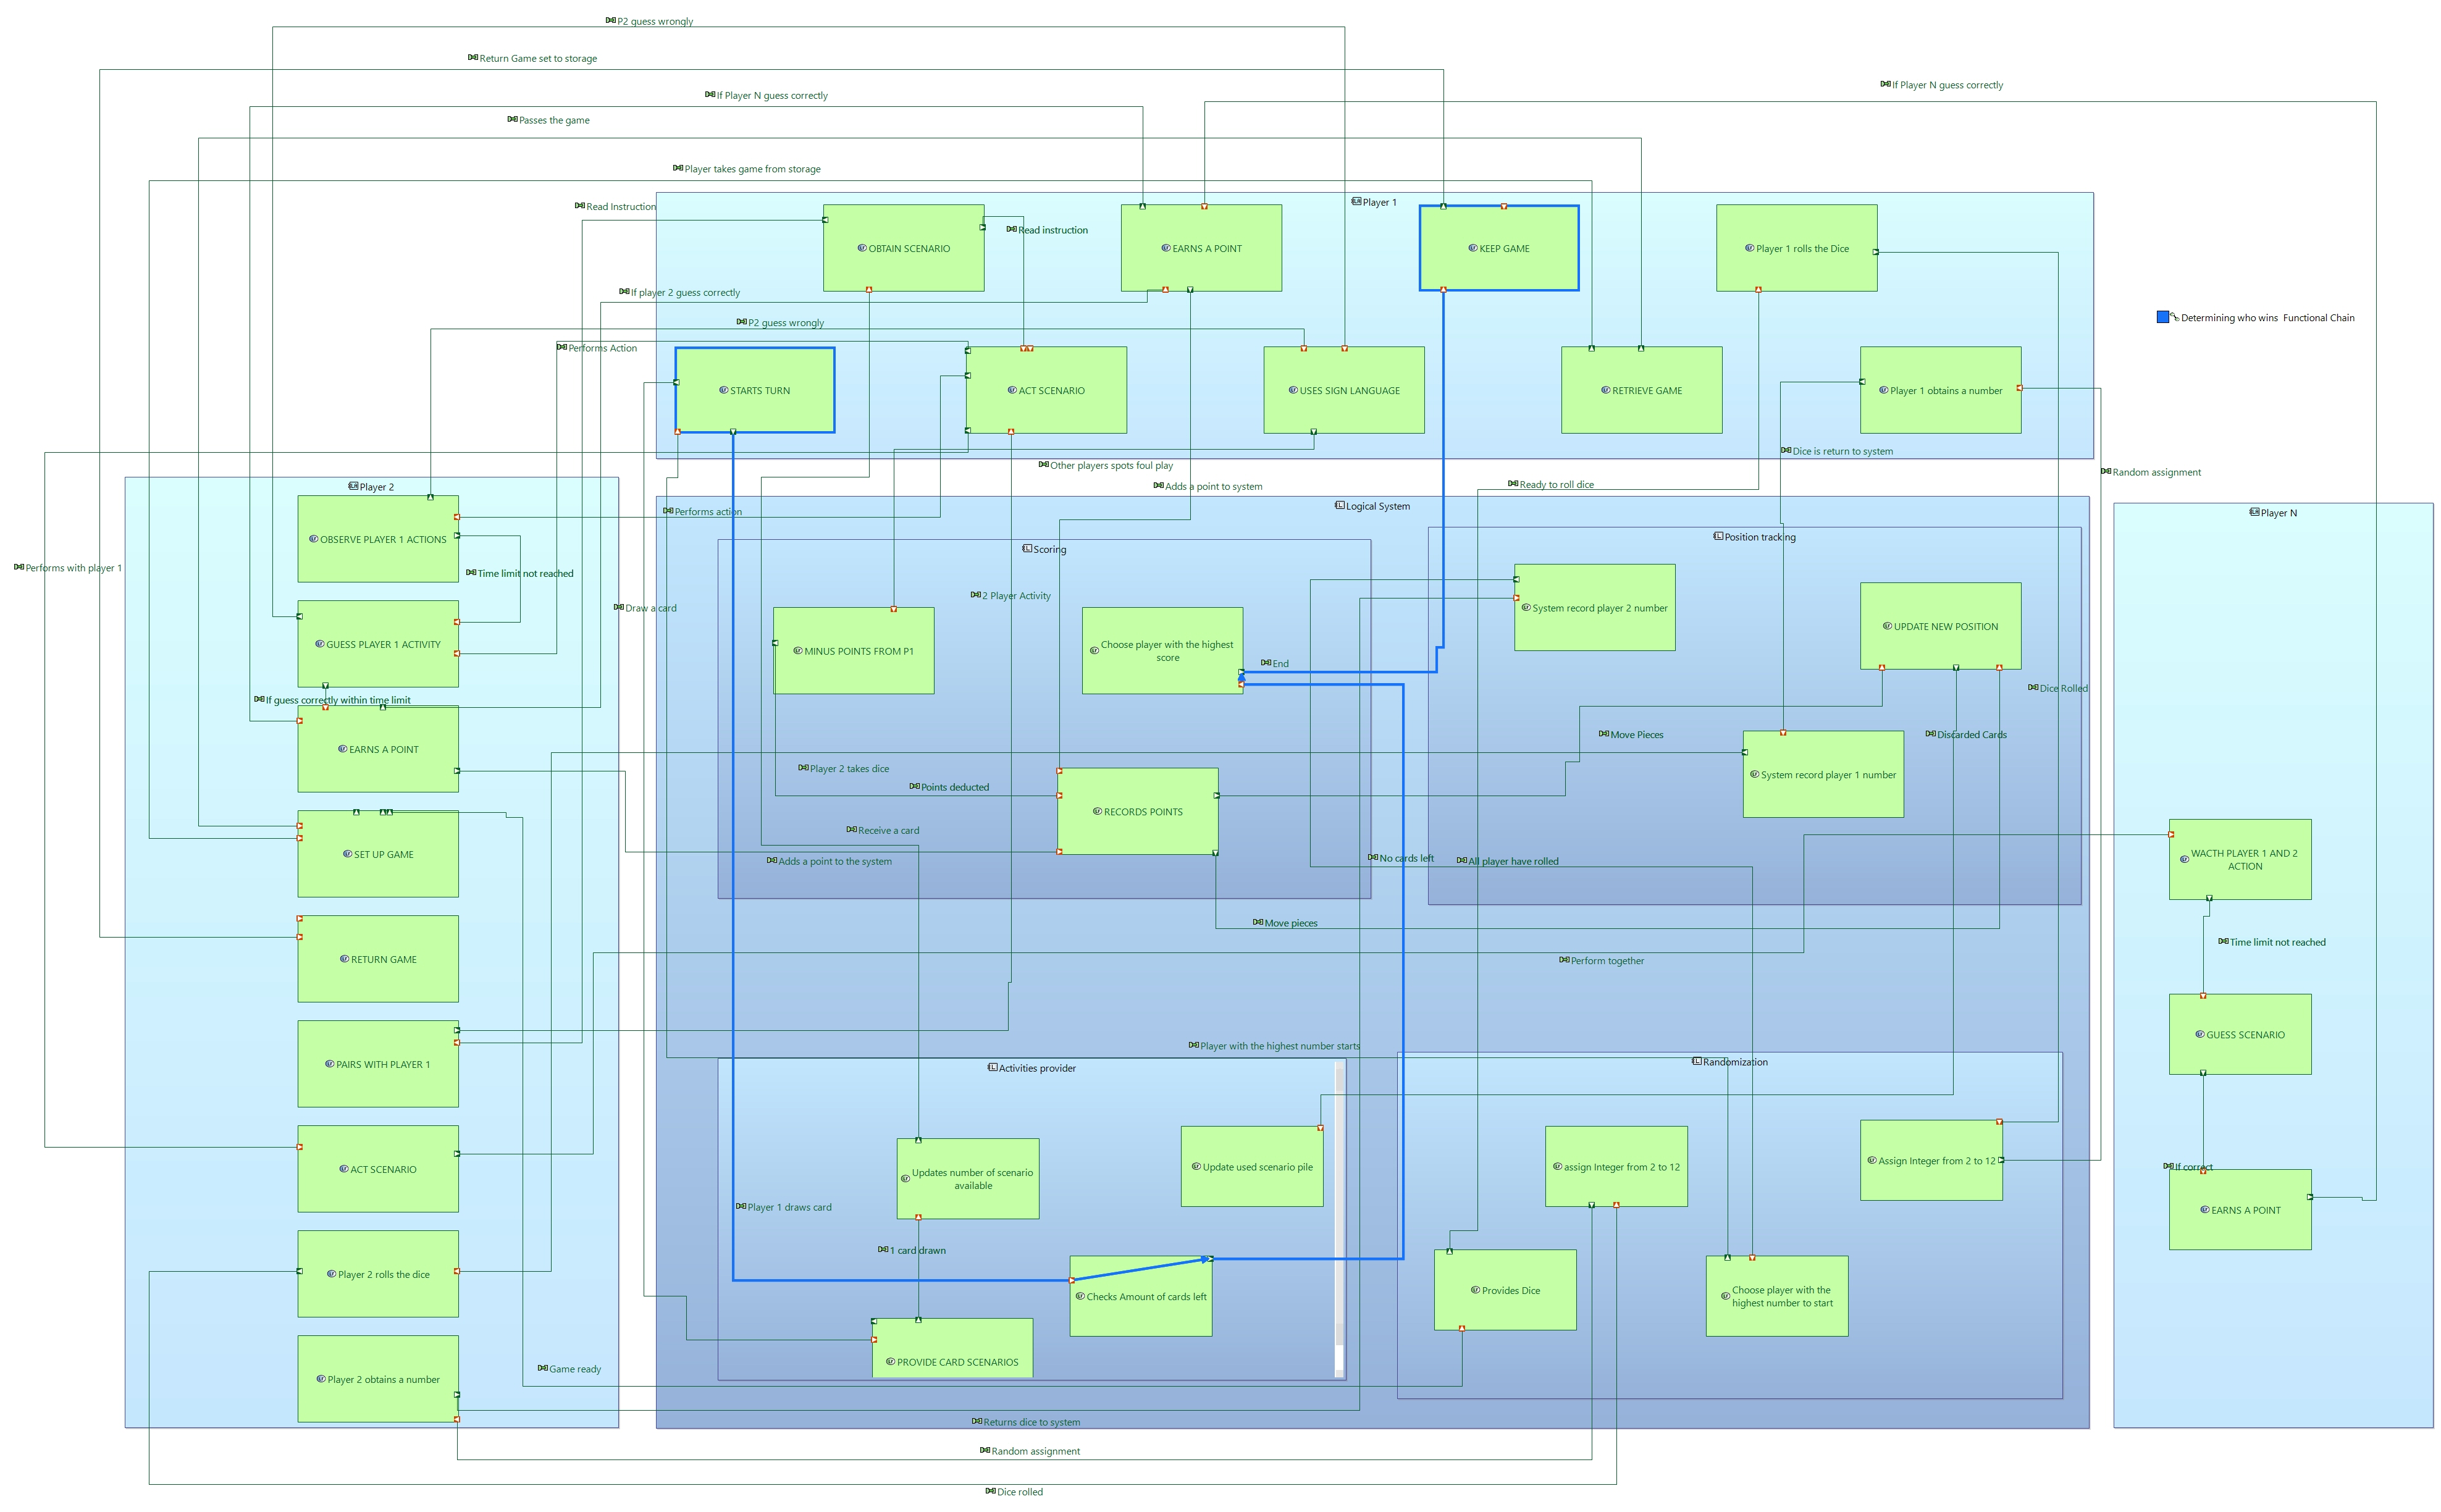 P2 guess wrongly
Return Game set to storage
If Player N guess correctly
If Player N guess correctly
Passes the game
Player takes game from storage
Player 1
Read Instruction
Read instruction
OBTAIN SCENARIO
EARNS A POINT
KEEP GAME
Player 1 rolls the Dice
If player 2 guess correctly
P2 guess wrongly
Determining who wins  Functional Chain
Performs Action
STARTS TURN
ACT SCENARIO
USES SIGN LANGUAGE
RETRIEVE GAME
Player 1 obtains a number
Dice is return to system
Other players spots foul play
Random assignment
Player 2
Adds a point to system
Ready to roll dice
Performs action
Logical System
Player N
OBSERVE PLAYER 1 ACTIONS
Scoring
Position tracking
Performs with player 1
Time limit not reached
Draw a card
2 Player Activity
System record player 2 number
UPDATE NEW POSITION
GUESS PLAYER 1 ACTIVITY
MINUS POINTS FROM P1
Choose player with the highest
score
End
Dice Rolled
If guess correctly within time limit
Move Pieces
Discarded Cards
EARNS A POINT
Player 2 takes dice
System record player 1 number
Points deducted
RECORDS POINTS
Receive a card
SET UP GAME
Adds a point to the system
No cards left
All player have rolled
WACTH PLAYER 1 AND 2
ACTION
Move pieces
Time limit not reached
RETURN GAME
Perform together
GUESS SCENARIO
Player with the highest number starts
PAIRS WITH PLAYER 1
Activities provider
Randomization
ACT SCENARIO
Updates number of scenario
available
Update used scenario pile
assign Integer from 2 to 12
Assign Integer from 2 to 12
If correct
Player 1 draws card
EARNS A POINT
1 card drawn
Player 2 rolls the dice
Checks Amount of cards left
Provides Dice
Choose player with the
highest number to start
PROVIDE CARD SCENARIOS
Game ready
Player 2 obtains a number
Returns dice to system
Random assignment
Dice rolled